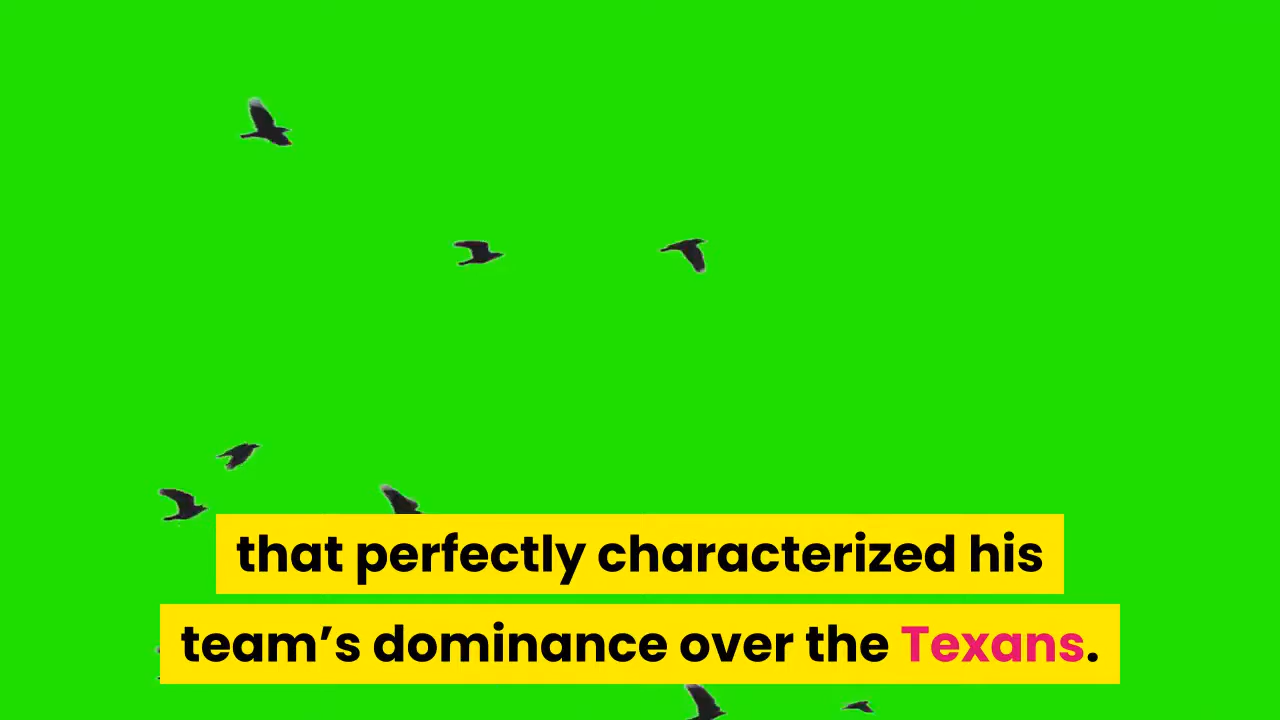 that perfectly characterized his
team’s dominance over the Texans.